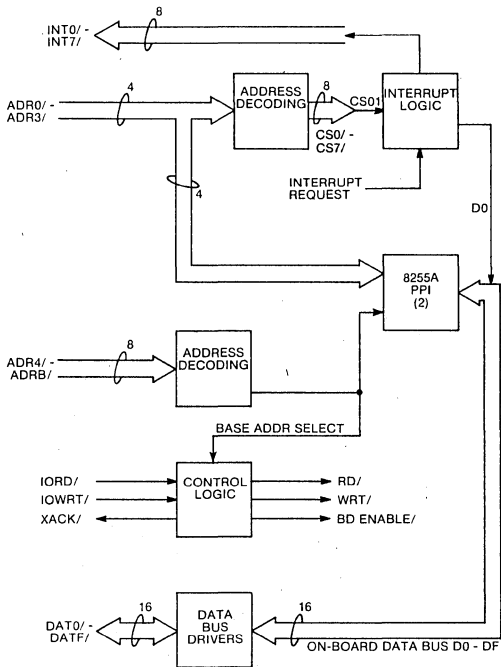 8
INT0/ -
INT7/
4
ADR0/ -
ADR3/
ADDRESS
DECODING
8
CS0/ -
CS7/
CS01
INTERRUPT
LOGIC
INTERRUPT
REQUEST
4
D0
8255A
PPI
(2)
8
ADR4/ -
ADRB/
ADDRESS
DECODING
BASE ADDR SELECT
IORD/
IOWRT/
XACK/
CONTROL
LOGIC
RD/
WRT/
BD ENABLE/
16
DAT0/ -
DATF/
DATA
BUS
DRIVERS
16
ON-BOARD DATA BUS D0 - DF